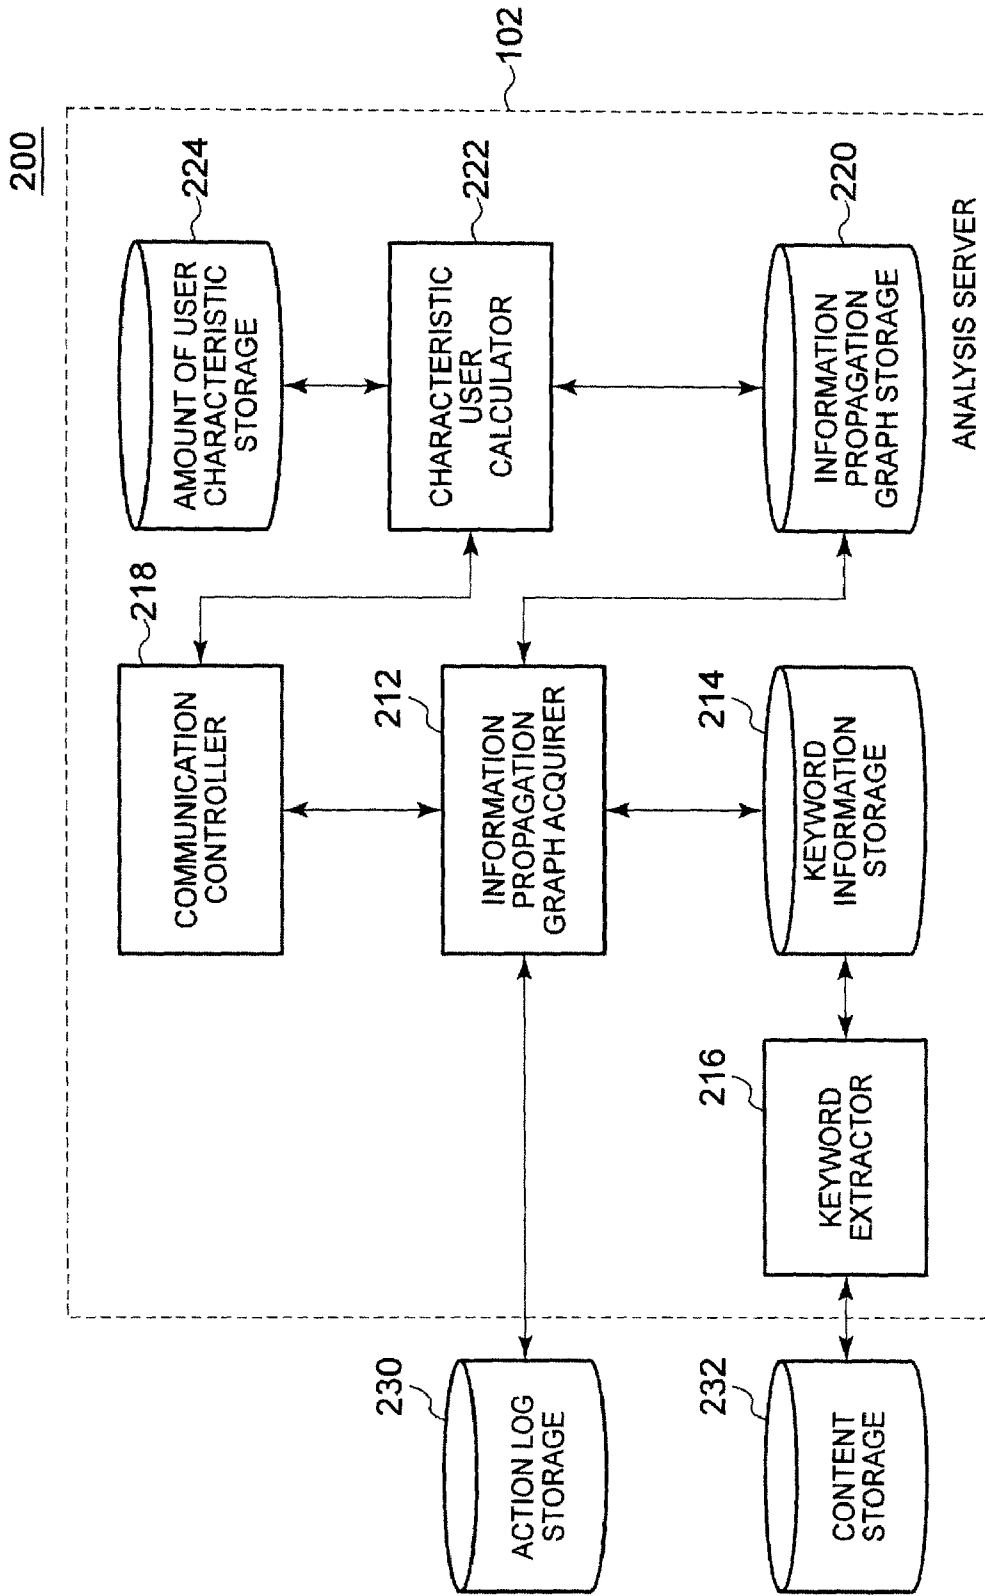 200
102
224
AMOUNT OF USER
CHARACTERISTIC
STORAGE
222
CHARACTERISTIC
USER
CALCULATOR
220
INFORMATION
PROPAGATION
GRAPH STORAGE
ANALYSIS SERVER
218
COMMUNICATION
CONTROLLER
212
INFORMATION
PROPAGATION
GRAPH ACQUIRER
214
KEYWORD
INFORMATION
STORAGE
216
KEYWORD
EXTRACTOR
230
ACTION LOG
STORAGE
232
CONTENT
STORAGE